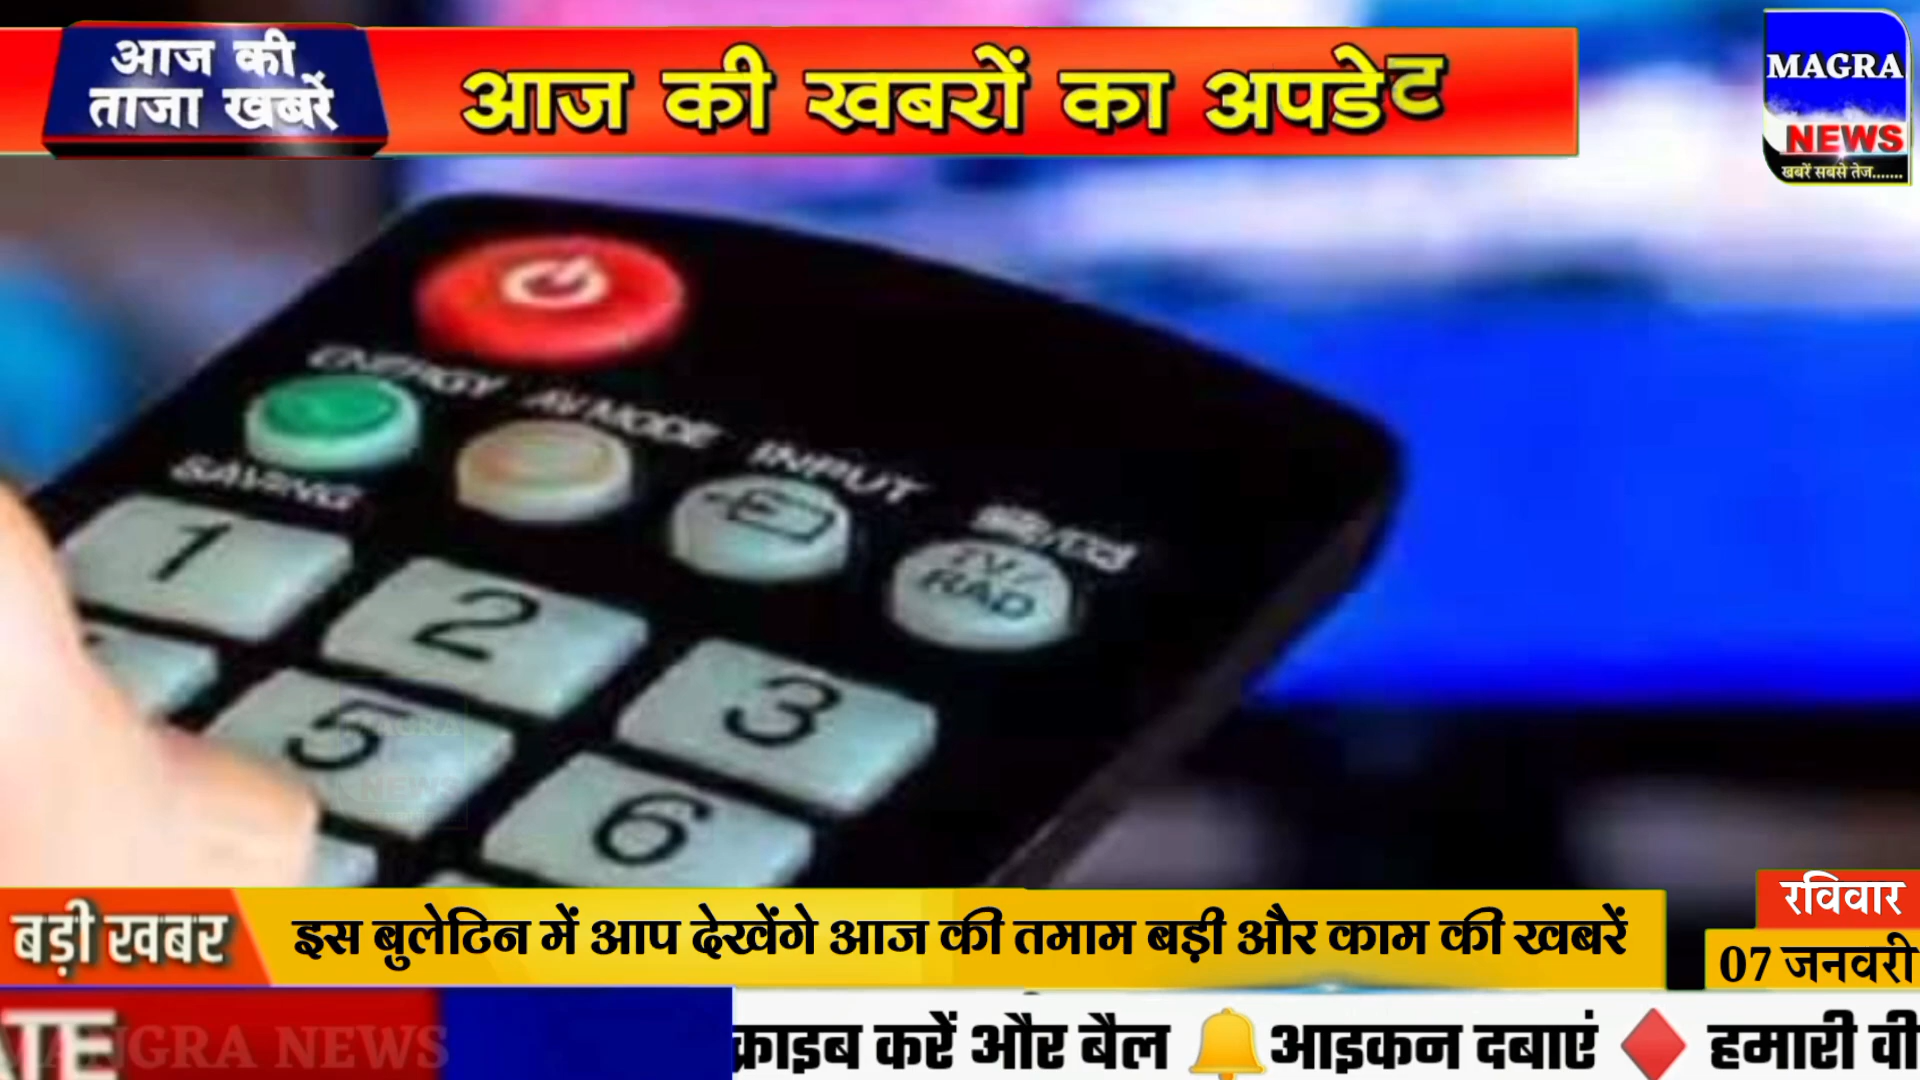 आज की
ताजा खबरें
आज की खबरों का अपडेट
MAGRA
NEWS
खबरें सबसे तेज.......
ENERGY
SAVING
AV MODE
INPUT
TV/
RAD
1
2
3
5
6
MAGRA
NEWS
बड़ी खबर
इस बुलेटिन में आप देखेंगे आज की तमाम बड़ी और काम की खबरें
रविवार
07 जनवरी
ANGRA NEWS
क्राइब करें और बैल 🔔 आइकन दबाएं ♦ हमारी वी